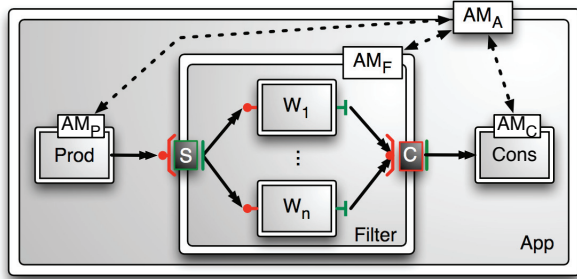 AM_A
AM_F
AM_P
Prod
S
W_1
⋮
W_n
C
AM_C
Cons
Filter
App